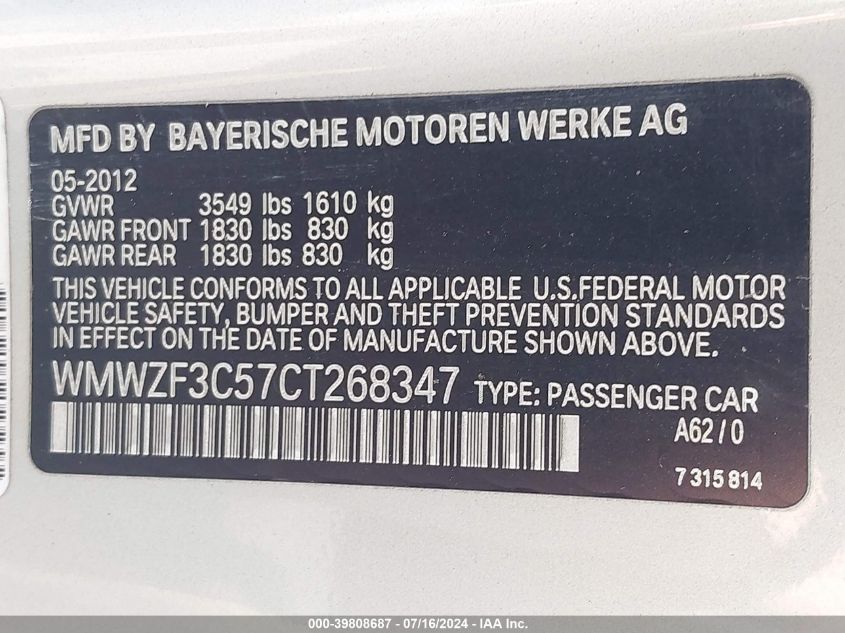 MFD BY BAYERISCHE MOTOREN WERKE AG
05-2012
GVWR 3549 lbs 1610 kg
GAWR FRONT 1830 lbs 830 kg
GAWR REAR 1830 lbs 830 kg
THIS VEHICLE CONFORMS TO ALL APPLICABLE U.S.FEDERAL MOTOR
VEHICLE SAFETY, BUMPER AND THEFT PREVENTION STANDARDS
IN EFFECT ON THE DATE OF MANUFACTURE SHOWN ABOVE.
WMWZF3C57CT268347 TYPE: PASSENGER CAR
A62/0
7 315 814
000-39808687 - 07/16/2024 - IAA Inc.